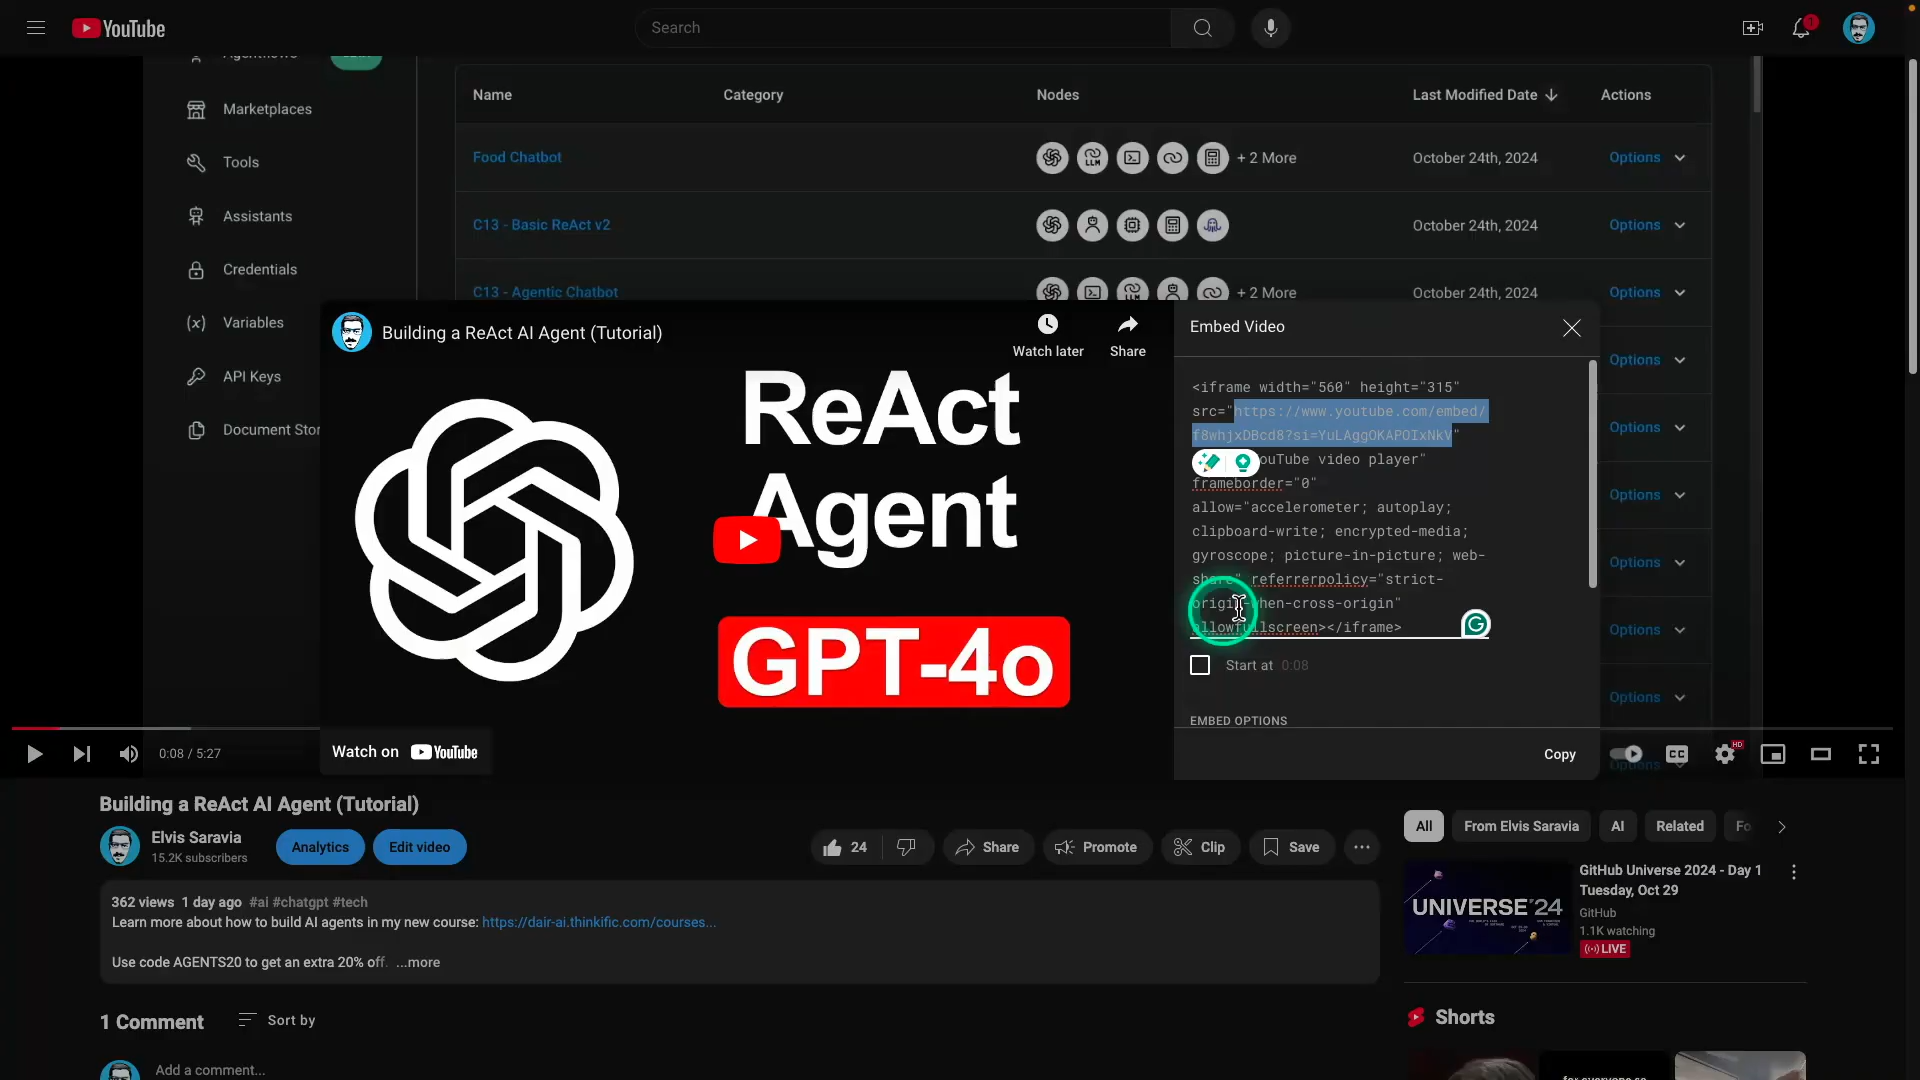 YouTube
Search
1
Marketplaces
Tools
Assistants
Credentials
Variables
API Keys
Document Stor
Name Category Nodes Last Modified Date Actions
Food Chatbot LLM + 2 More October 24th, 2024 Options
C13 - Basic ReAct v2 October 24th, 2024 Options
C13 - Agentic Chatbot + 2 More October 24th, 2024 Options
Options
Options
Options
Options
Options
Options
Options
Building a ReAct AI Agent (Tutorial)
Watch later
Share
ReAct
Agent
GPT-4o
Watch on YouTube
Embed Video
<iframe width="560" height="315"
src="https://www.youtube.com/embed/
f8whjxDBcd8?si=YuLAggOKAPOIxNkV"
ouTube video player"
frameborder="0"
allow="accelerometer; autoplay;
clipboard-write; encrypted-media;
gyroscope; picture-in-picture; web-
share" referrerpolicy="strict-
origin-when-cross-origin"
allowfullscreen></iframe>
Start at 0:08
EMBED OPTIONS
Copy
0:08 / 5:27
CC
HD
Building a ReAct AI Agent (Tutorial)
Elvis Saravia
15.2K subscribers
Analytics
Edit video
24
Share
Promote
Clip
Save
362 views 1 day ago #ai #chatgpt #tech
Learn more about how to build AI agents in my new course: https://dair-ai.thinkific.com/courses...
Use code AGENTS20 to get an extra 20% off. ...more
1 Comment
Sort by
Add a comment...
All
From Elvis Saravia
AI
Related
Fo
UNIVERSE'24
GitHub Universe 2024 - Day 1
Tuesday, Oct 29
GitHub
1.1K watching
LIVE
Shorts